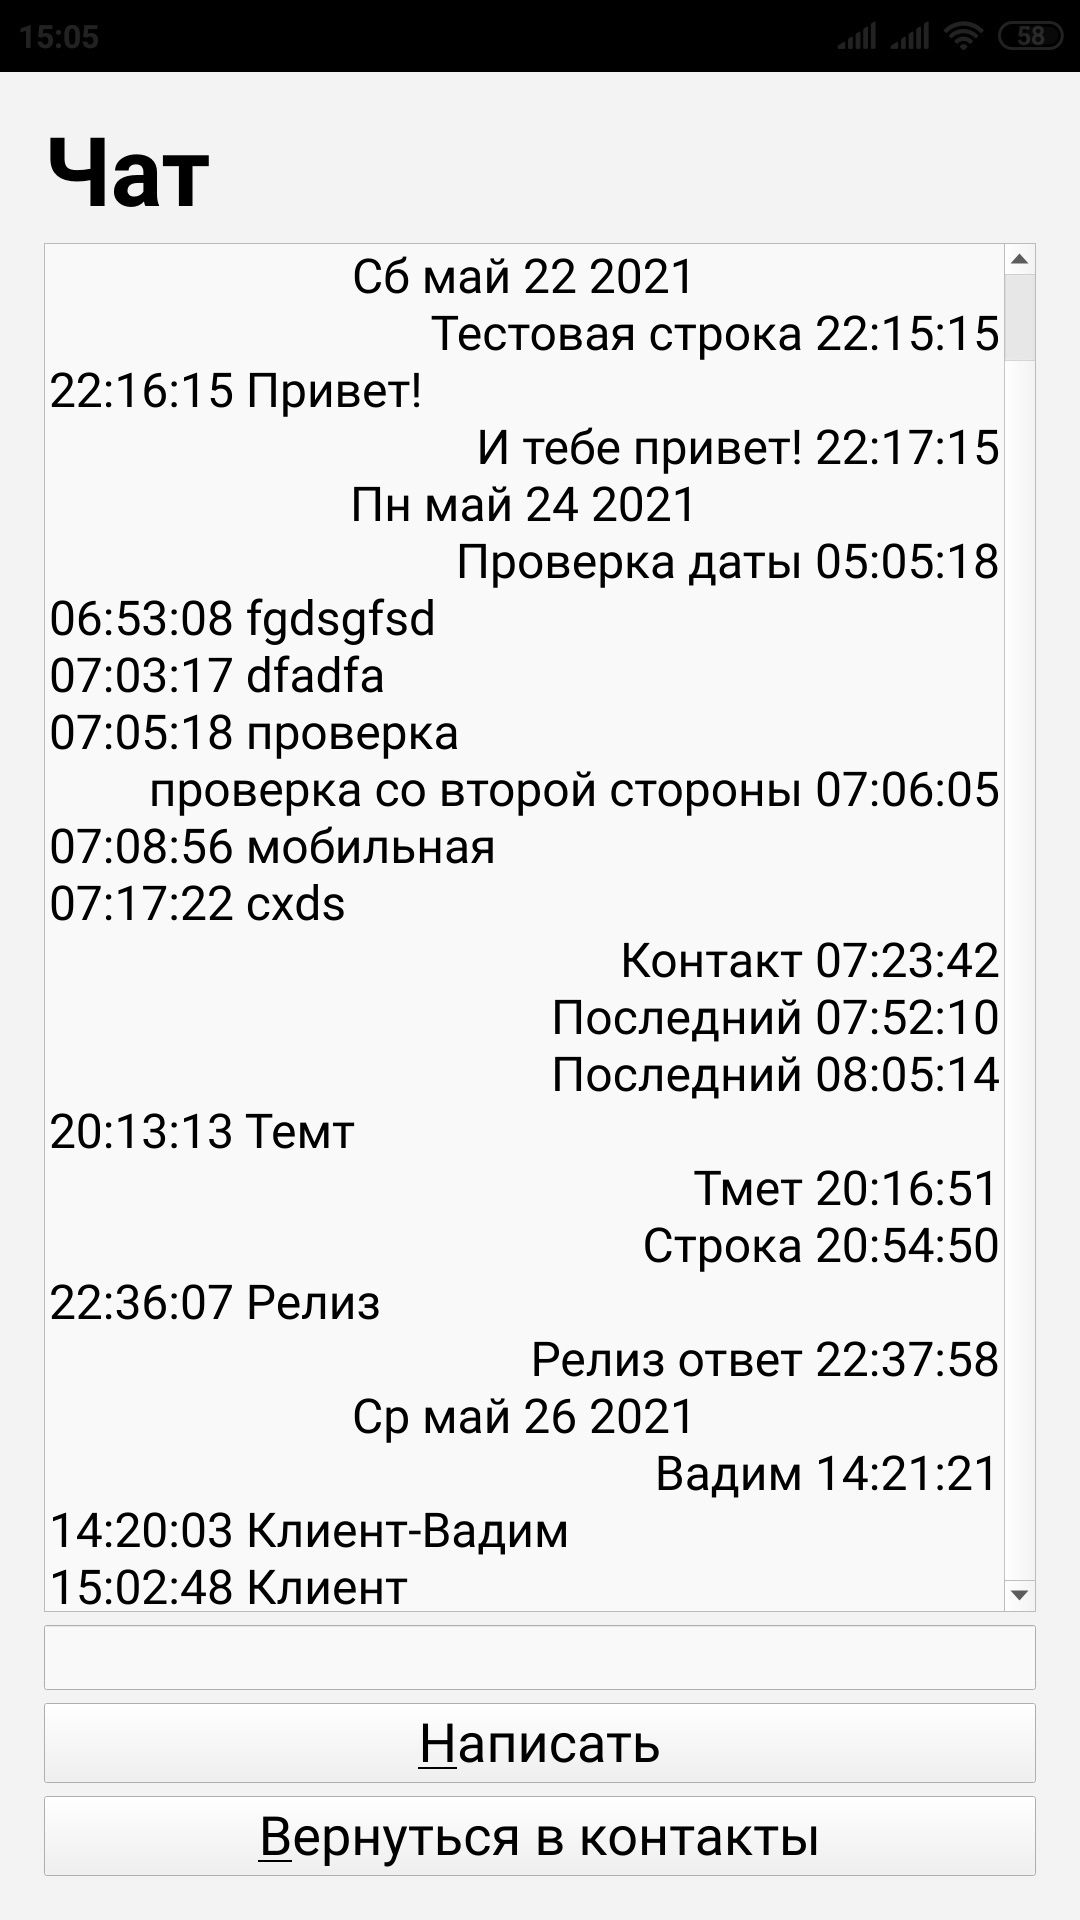 15:05
58
Чат
Сб май 22 2021
Тестовая строка 22:15:15
22:16:15 Привет!
И тебе привет! 22:17:15
Пн май 24 2021
Проверка даты 05:05:18
06:53:08 fgdsgfsd
07:03:17 dfadfa
07:05:18 проверка
проверка со второй стороны 07:06:05
07:08:56 мобильная
07:17:22 cxds
Контакт 07:23:42
Последний 07:52:10
Последний 08:05:14
20:13:13 Темт
Тмет 20:16:51
Строка 20:54:50
22:36:07 Релиз
Релиз ответ 22:37:58
Ср май 26 2021
Вадим 14:21:21
14:20:03 Клиент-Вадим
15:02:48 Клиент
Написать
Вернуться в контакты